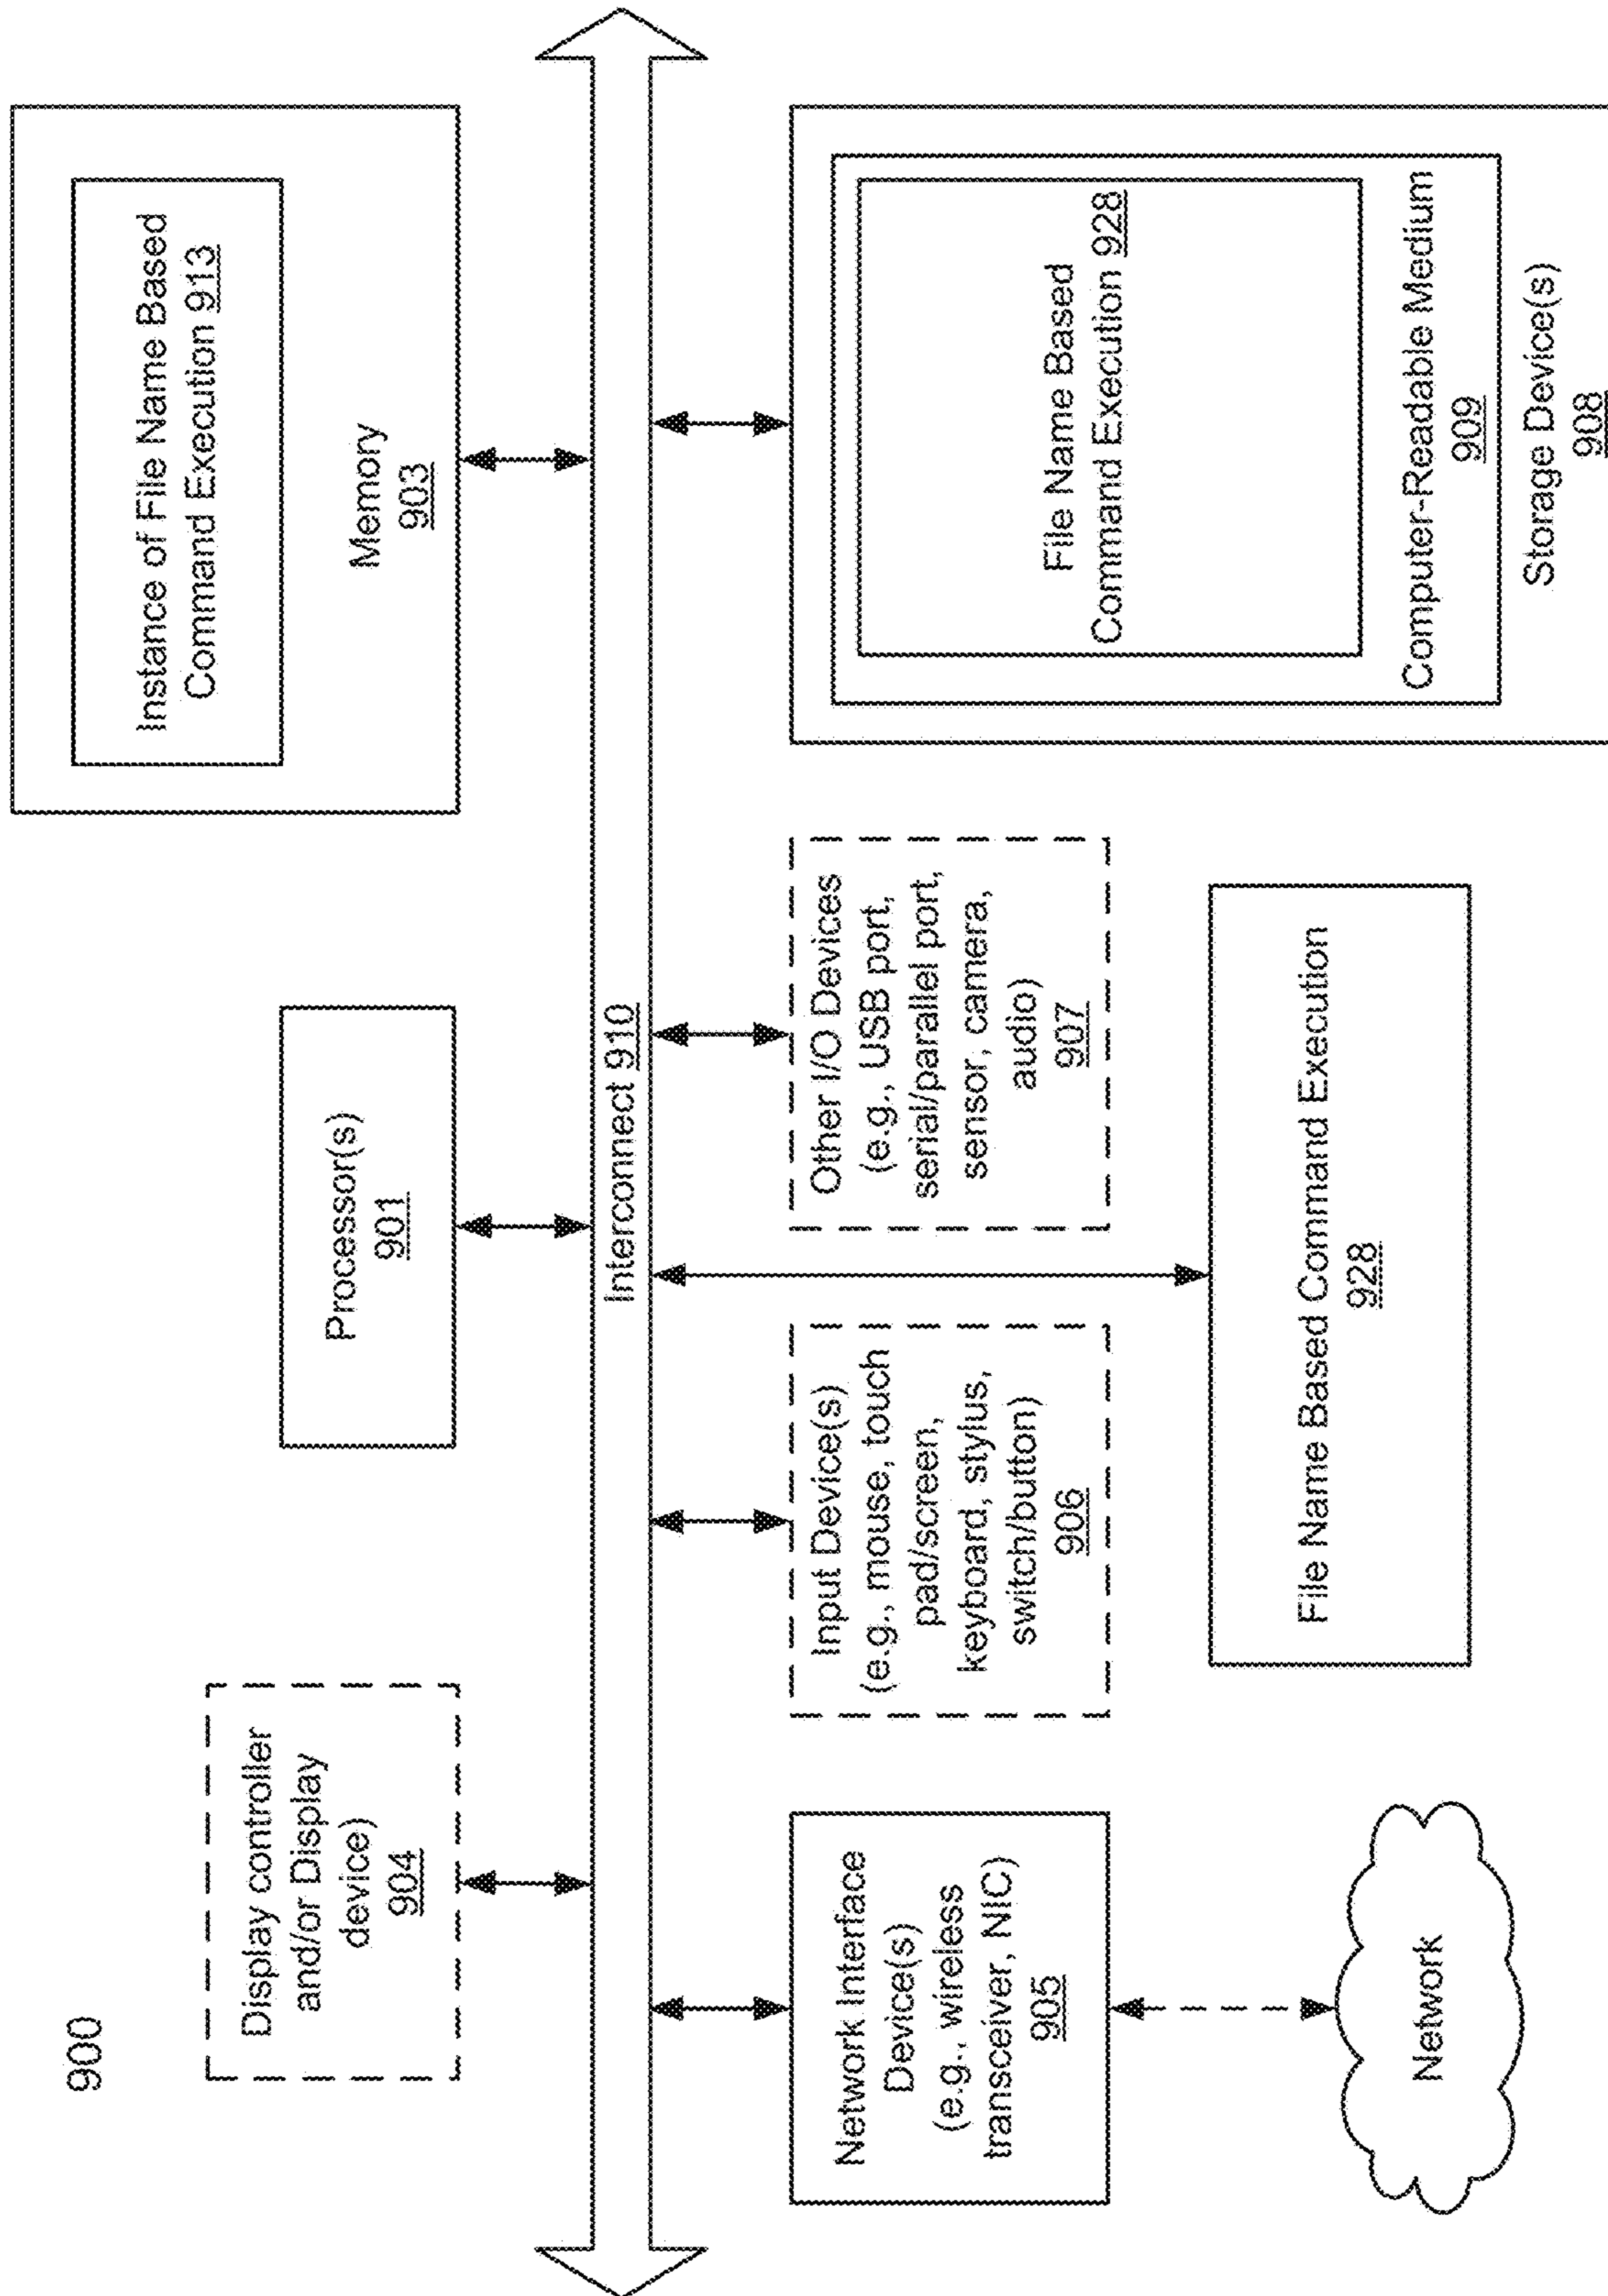 900
Display controller
and/or Display
device)
904
Processor(s)
901
Instance of File Name Based
Command Execution 913
Memory
903
Interconnect 910
Network Interface
Device(s)
(e.g., wireless
transceiver, NIC)
905
Input Device(s)
(e.g., mouse, touch
pad/screen,
keyboard, stylus,
switch/button)
906
Other I/O Devices
(e.g., USB port,
serial/parallel port,
sensor, camera,
audio)
907
File Name Based
Command Execution 928
Computer-Readable Medium
909
Storage Device(s)
908
Network
File Name Based Command Execution
928